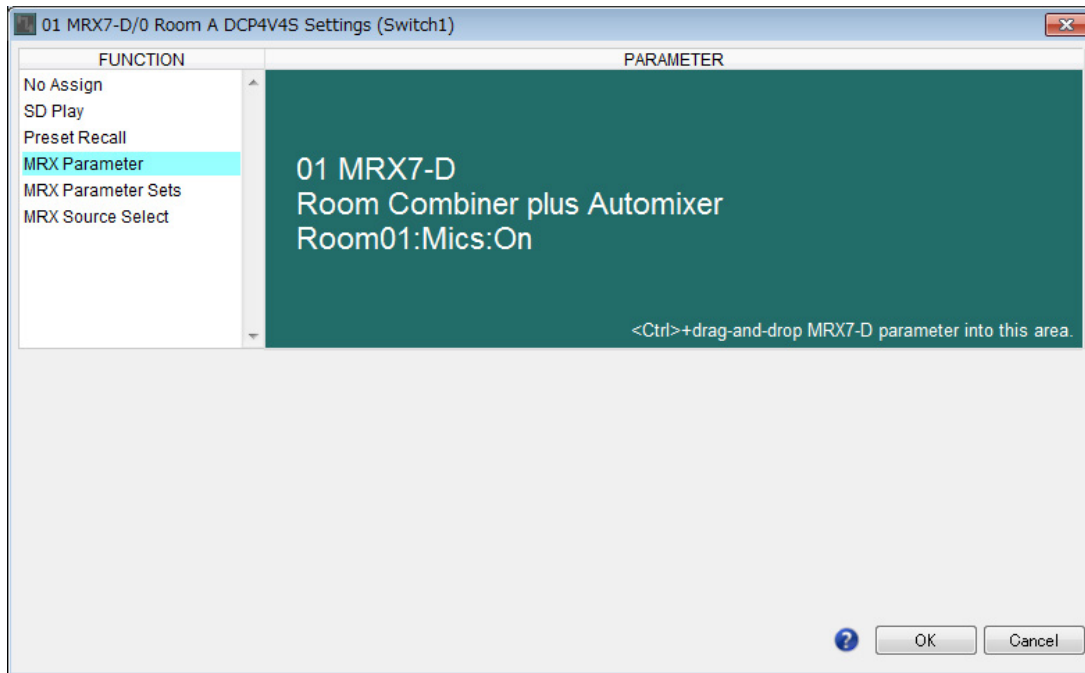 01 MRX7-D/0 Room A DCP4V4S Settings (Switch1)
FUNCTION
PARAMETER
No Assign
SD Play
Preset Recall
MRX Parameter
MRX Parameter Sets
MRX Source Select
01 MRX7-D
Room Combiner plus Automixer
Room01:Mics:On
<Ctrl>+drag-and-drop MRX7-D parameter into this area.
?
OK
Cancel